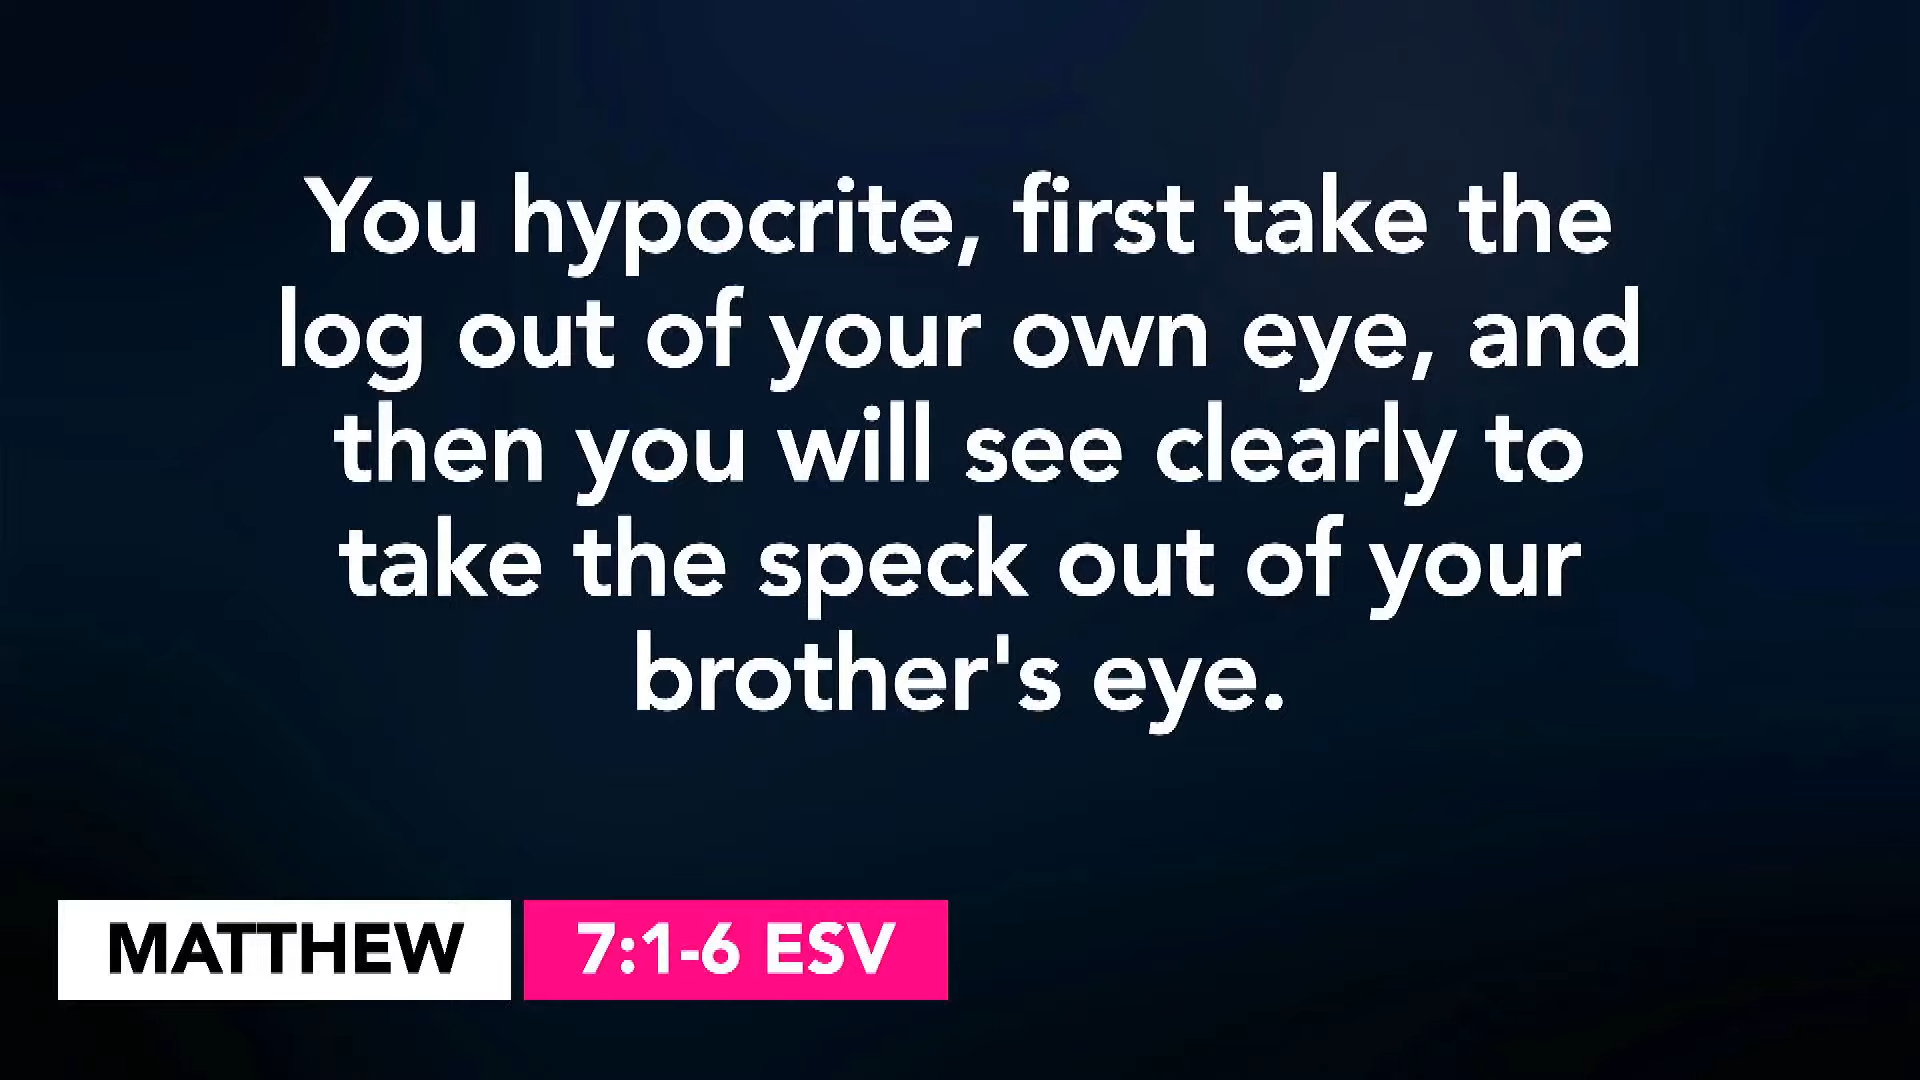 You hypocrite, first take the
log out of your own eye, and
then you will see clearly to
take the speck out of your
brother's eye.
MATTHEW 7:1-6 ESV